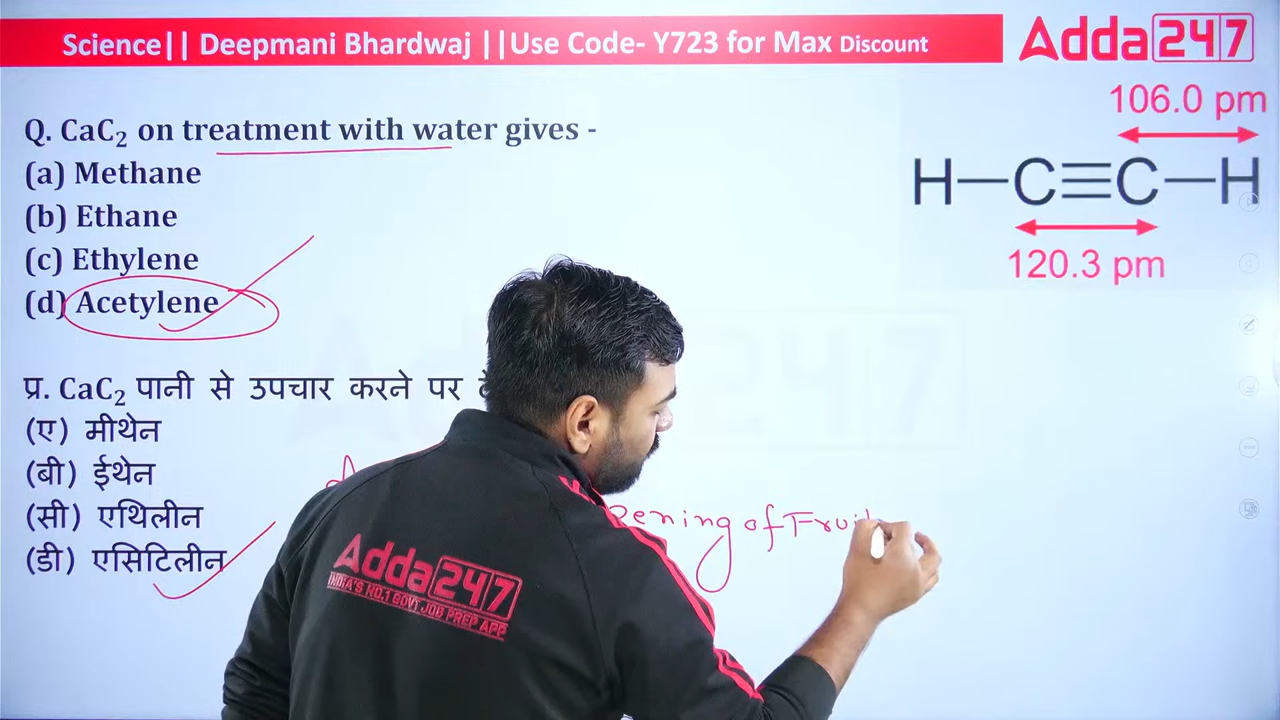 Science|| Deepmani Bhardwaj ||Use Code- Y723 for Max Discount
Adda247
106.0 pm
H—C≡C—H
120.3 pm
Q. CaC₂ on treatment with water gives -
(a) Methane
(b) Ethane
(c) Ethylene
(d) Acetylene
प्र. CaC₂ पानी से उपचार करने पर
(ए) मीथेन
(बी) ईथेन
(सी) एथिलीन
(डी) एसिटिलीन
pening of Fruit
Adda247
INDIA'S NO.1 GOVT JOB PREP APP